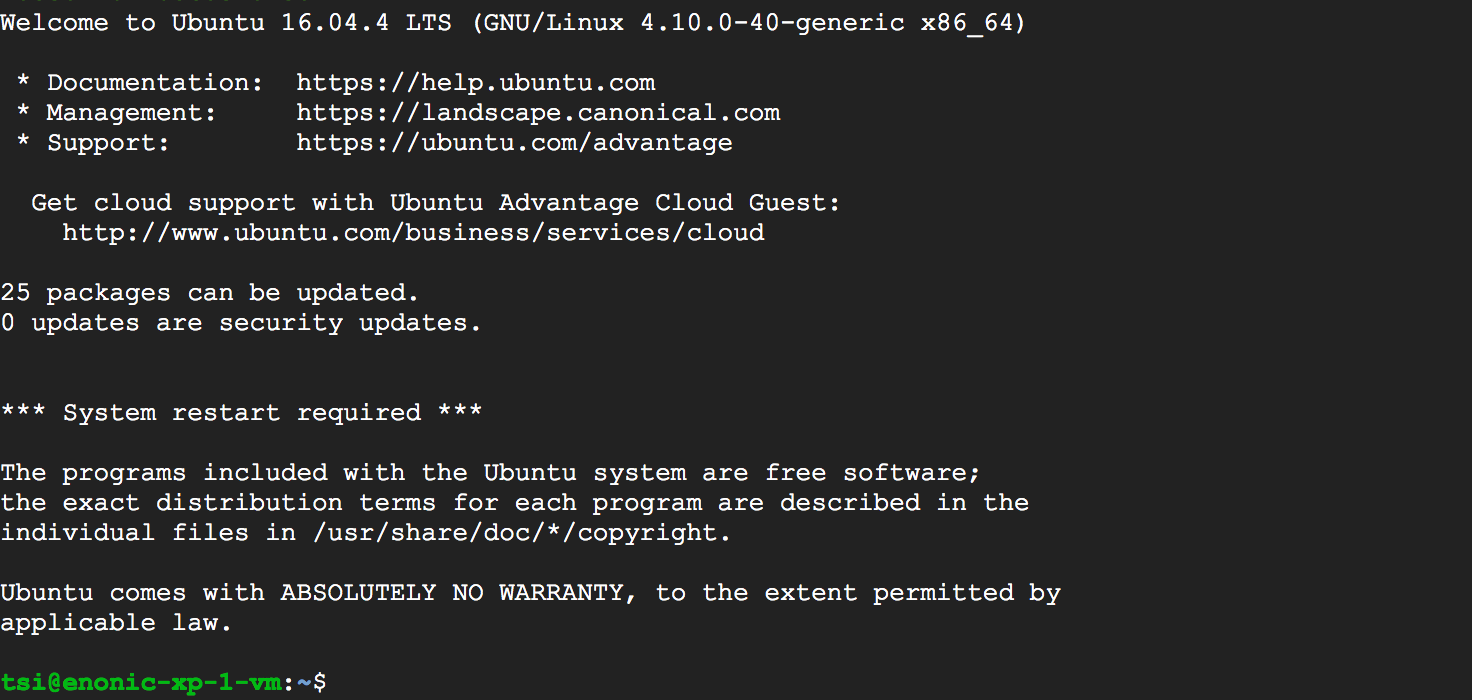 Welcome to Ubuntu 16.04.4 LTS (GNU/Linux 4.10.0-40-generic x86_64)
* Documentation: https://help.ubuntu.com
* Management: https://landscape.canonical.com
* Support: https://ubuntu.com/advantage
Get cloud support with Ubuntu Advantage Cloud Guest:
http://www.ubuntu.com/business/services/cloud
25 packages can be updated.
0 updates are security updates.
*** System restart required ***
The programs included with the Ubuntu system are free software;
the exact distribution terms for each program are described in the
individual files in /usr/share/doc/*/copyright.
Ubuntu comes with ABSOLUTELY NO WARRANTY, to the extent permitted by
applicable law.
tsi@enonic-xp-1-vm:~$